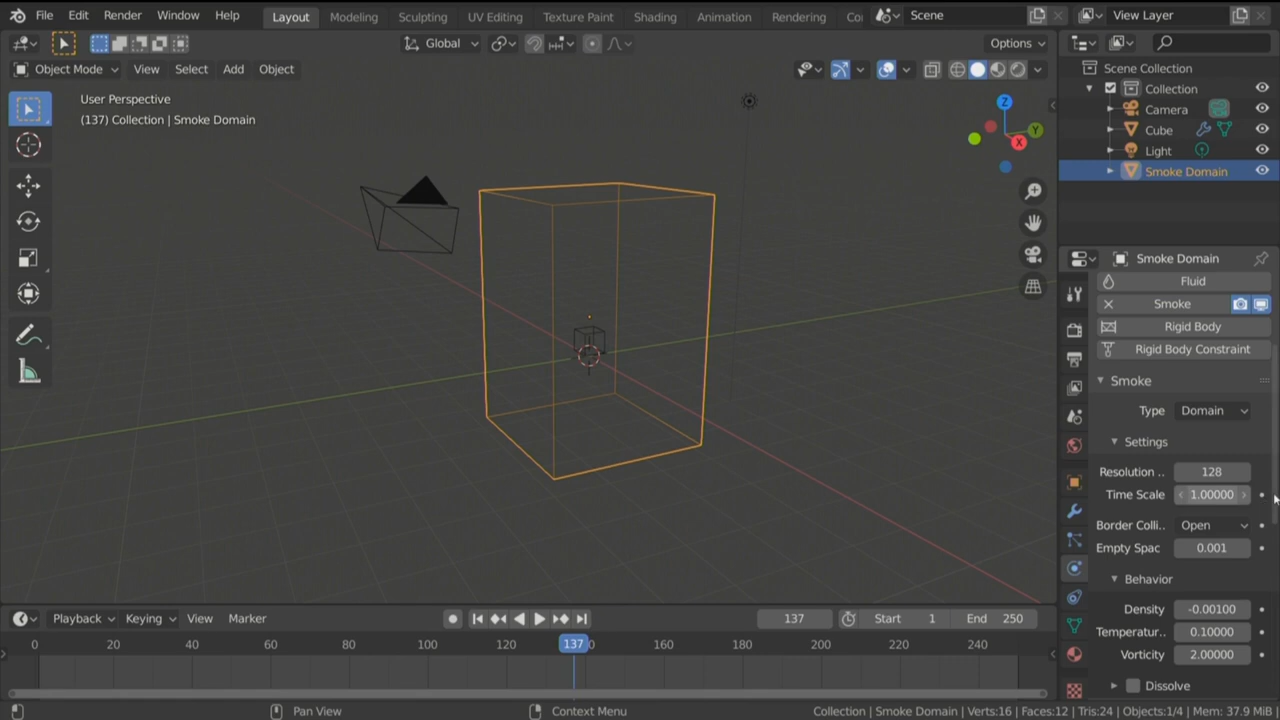 File Edit Render Window Help Layout Modeling Sculpting UV Editing Texture Paint Shading Animation Rendering Co Scene View Layer
Global Options
Object Mode View Select Add Object
User Perspective
(137) Collection | Smoke Domain
Z
Y
X
Scene Collection
Collection
Camera
Cube
Light
Smoke Domain
Smoke Domain
Fluid
Smoke
Rigid Body
Rigid Body Constraint
Smoke
Type Domain
Settings
Resolution .. 128
Time Scale 1.00000
Border Colli.. Open
Empty Spac 0.001
Behavior
Density -0.00100
Temperatur.. 0.10000
Vorticity 2.00000
Dissolve
Playback Keying View Marker 137 Start 1 End 250
0 20 40 60 80 100 120 137 0 160 180 200 220 240
Pan View Context Menu Collection | Smoke Domain | Verts:16 | Faces:12 | Tris:24 | Objects:1/4 | Mem: 37.9 MiB